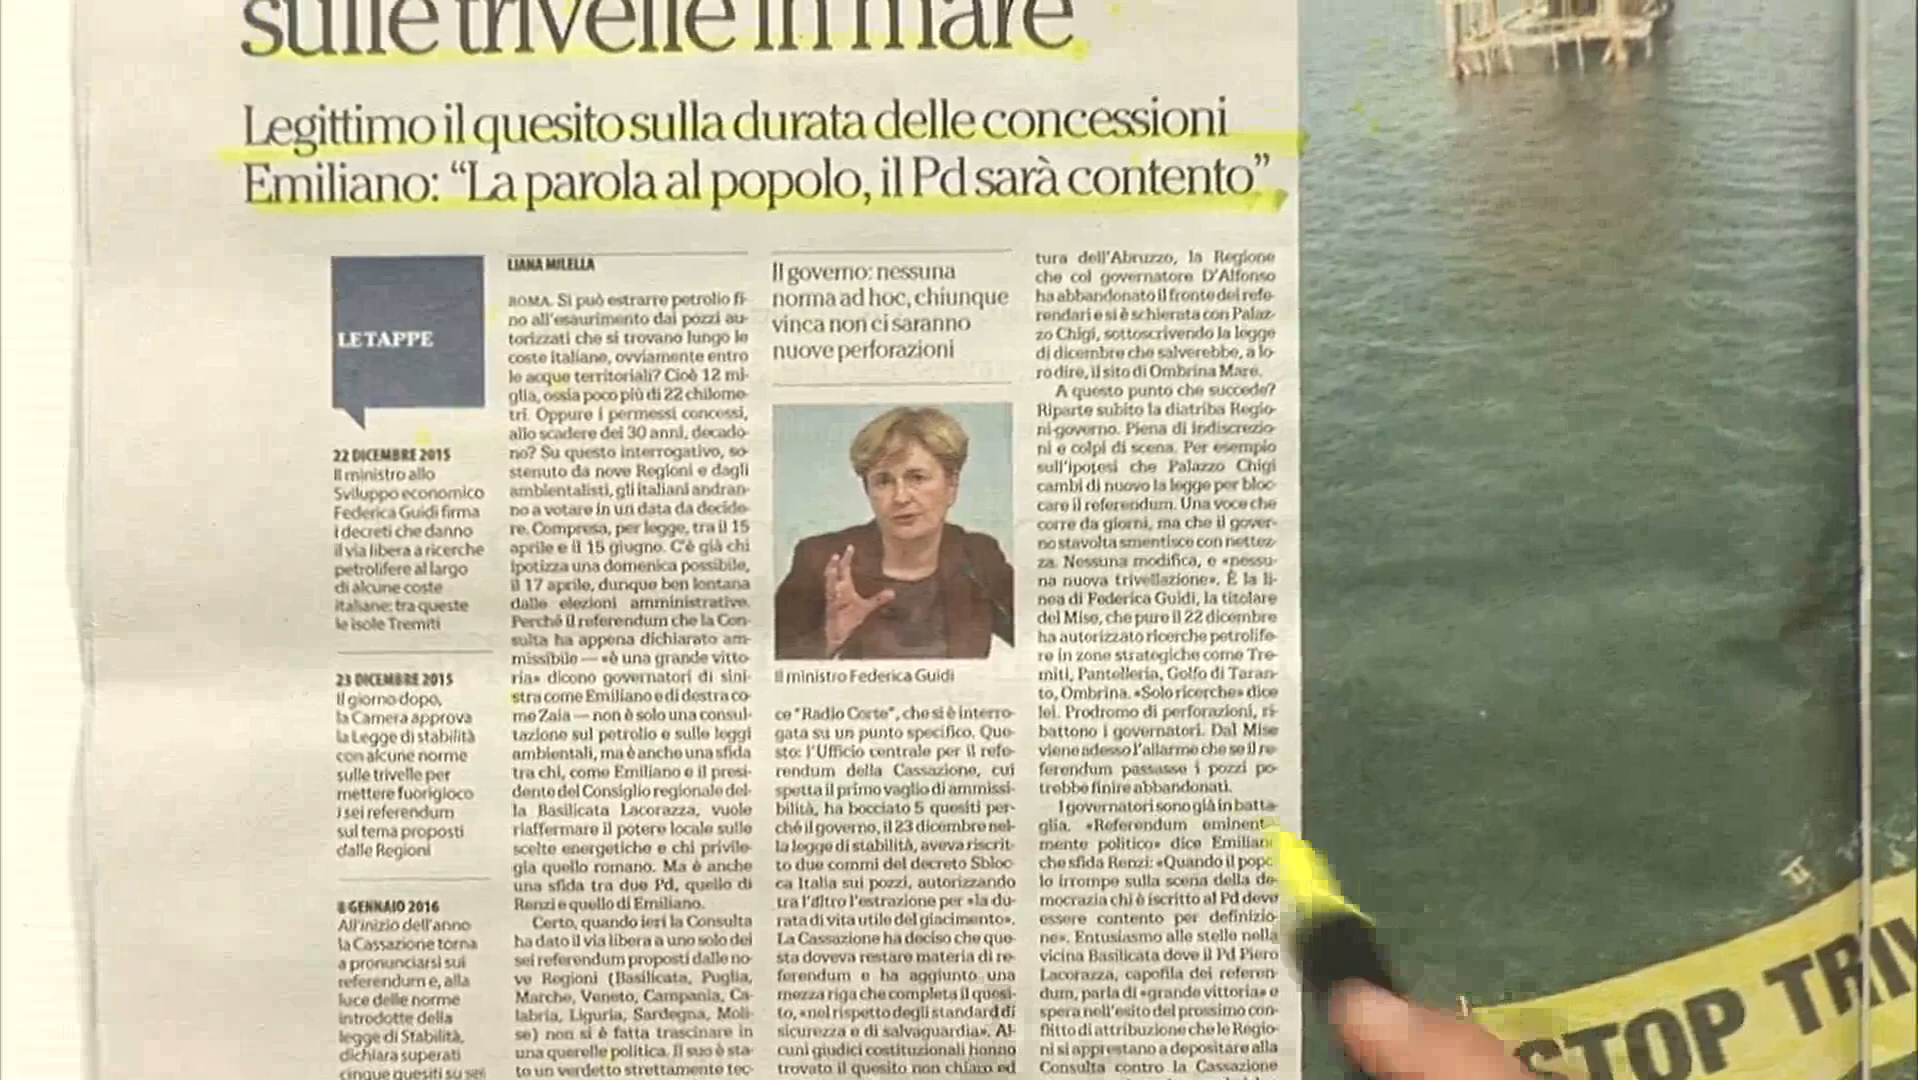 sulle trivelle in mare
Legittimo il quesito sulla durata delle concessioni
Emiliano: “La parola al popolo, il Pd sarà contento”
LE TAPPE
22 DICEMBRE 2015
Il ministro allo
Sviluppo economico
Federica Guidi firma
i decreti che danno
il via libera a ricerche
petrolifere al largo
di alcune coste
italiane: tra queste
le isole Tremiti
23 DICEMBRE 2015
Il giorno dopo,
la Camera approva
la Legge di stabilità
con alcune norme
sulle trivelle per
mettere fuorigioco
i sei referendum
sul tema proposti
dalle Regioni
8 GENNAIO 2016
All'inizio dell'anno
la Cassazione torna
a pronunciarsi sui
referendum e, alla
luce delle norme
introdotte della
legge di Stabilità,
dichiara superati
cinque quesiti su sei
LIANA MILELLA
ROMA. Si può estrarre petrolio fi-
no all'esaurimento dai pozzi au-
torizzati che si trovano lungo le
coste italiane, ovviamente entro
le acque territoriali? Cioè 12 mi-
glia, ossia poco più di 22 chilome-
tri. Oppure i permessi concessi,
allo scadere dei 30 anni, decado-
no? Su questo interrogativo, so-
stenuto da nove Regioni e dagli
ambientalisti, gli italiani andran-
no a votare in un data da decide-
re. Compresa, per legge, tra il 15
aprile e il 15 giugno. C'è già chi
ipotizza una domenica possibile,
il 17 aprile, dunque ben lontana
dalle elezioni amministrative.
Perché il referendum che la Con-
sulta ha appena dichiarato am-
missibile — «è una grande vitto-
ria» dicono governatori di sini-
stra come Emiliano e di destra co-
me Zaia — non è solo una consul-
tazione sul petrolio e sulle leggi
ambientali, ma è anche una sfida
tra chi, come Emiliano e il presi-
dente del Consiglio regionale del-
la Basilicata Lacorazza, vuole
riaffermare il potere locale sulle
scelte energetiche e chi privile-
gia quello romano. Ma è anche
una sfida tra due Pd, quello di
Renzi e quello di Emiliano.
Certo, quando ieri la Consulta
ha dato il via libera a uno solo dei
sei referendum proposti dalle no-
ve Regioni (Basilicata, Puglia,
Marche, Veneto, Campania, Ca-
labria, Liguria, Sardegna, Moli-
se) non si è fatta trascinare in
una querelle politica. Il suo è sta-
to un verdetto strettamente tec-
Il governo: nessuna
norma ad hoc, chiunque
vinca non ci saranno
nuove perforazioni
Il ministro Federica Guidi
ce "Radio Corte", che si è interro-
gata su un punto specifico. Que-
sto: l'Ufficio centrale per il refe-
rendum della Cassazione, cui
spetta il primo vaglio di ammissi-
bilità, ha bocciato 5 quesiti per-
ché il governo, il 23 dicembre nel-
la legge di stabilità, aveva riscrit-
to due commi del decreto Sbloc-
ca Italia sui pozzi, autorizzando
tra l'altro l'estrazione per «la du-
rata di vita utile del giacimento».
La Cassazione ha deciso che que-
sta doveva restare materia di re-
ferendum e ha aggiunto una
mezza riga che completa il quesi-
to, «nel rispetto degli standard di
sicurezza e di salvaguardia». Al-
cuni giudici costituzionali hanno
trovato il quesito non chiaro ed
tura dell'Abruzzo, la Regione
che col governatore D'Alfonso
ha abbandonato il fronte dei refe-
rendari e si è schierata con Palaz-
zo Chigi, sottoscrivendo la legge
di dicembre che salverebbe, a lo-
ro dire, il sito di Ombrina Mare.
A questo punto che succede?
Riparte subito la diatriba Regio-
ni-governo. Piena di indiscrezio-
ni e colpi di scena. Per esempio
sull'ipotesi che Palazzo Chigi
cambi di nuovo la legge per bloc-
care il referendum. Una voce che
corre da giorni, ma che il gover-
no stavolta smentisce con nettez-
za. Nessuna modifica, e «nessu-
na nuova trivellazione». È la li-
nea di Federica Guidi, la titolare
del Mise, che pure il 22 dicembre
ha autorizzato ricerche petrolife-
re in zone strategiche come Tre-
miti, Pantelleria, Golfo di Taran-
to, Ombrina. «Solo ricerche» dice
lei. Prodromo di perforazioni, ri-
battono i governatori. Dal Mise
viene adesso l'allarme che se il re-
ferendum passasse i pozzi po-
trebbe finire abbandonati.
I governatori sono già in batta-
glia. «Referendum eminent
mente politico» dice Emilian
che sfida Renzi: «Quando il popo
lo irrompe sulla scena della de-
mocrazia chi è iscritto al Pd deve
essere contento per definizio-
ne». Entusiasmo alle stelle nella
vicina Basilicata dove il Pd Piero
Lacorazza, capofila dei referen-
dum, parla di «grande vittoria» e
spera nell'esito del prossimo con-
flitto di attribuzione che le Regio-
ni si apprestano a depositare alla
Consulta contro la Cassazione
STOP TRIV